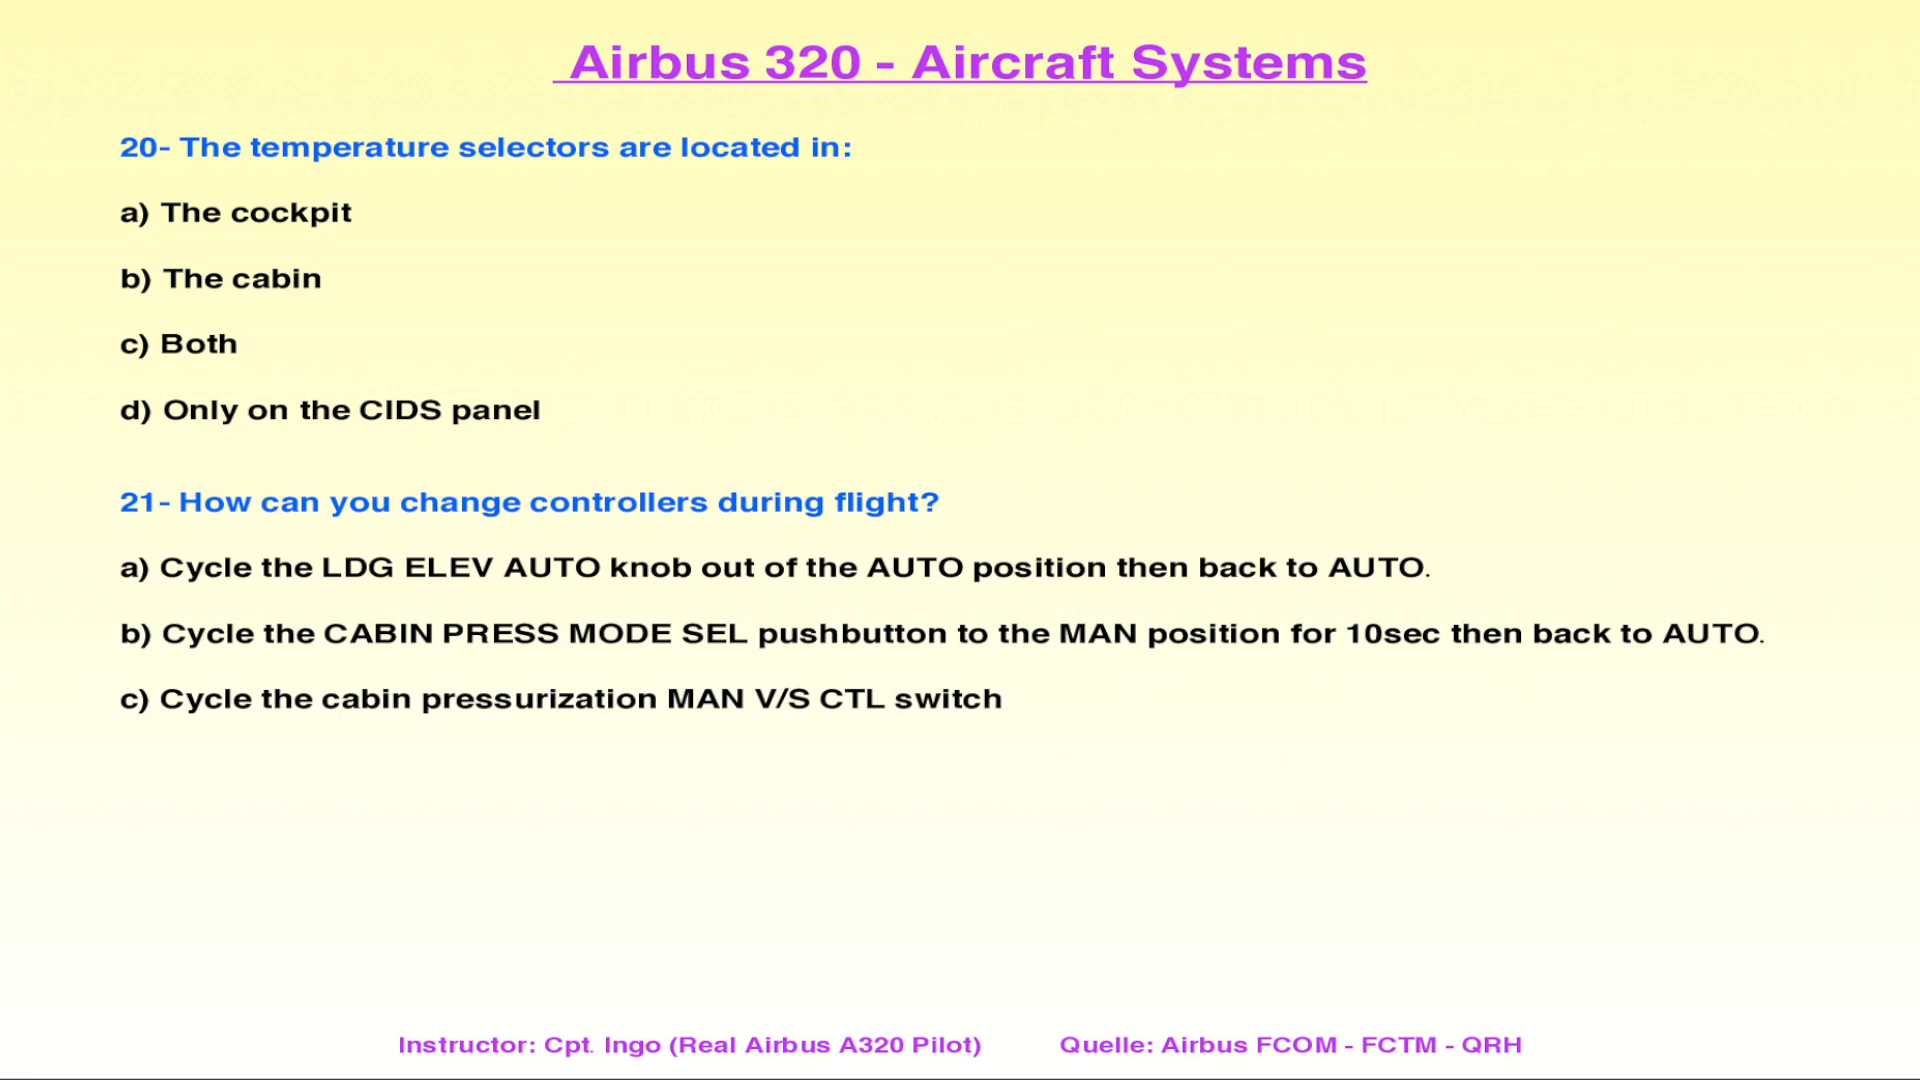 Airbus 320 - Aircraft Systems
20- The temperature selectors are located in:
a) The cockpit
b) The cabin
c) Both
d) Only on the CIDS panel
21- How can you change controllers during flight?
a) Cycle the LDG ELEV AUTO knob out of the AUTO position then back to AUTO.
b) Cycle the CABIN PRESS MODE SEL pushbutton to the MAN position for 10sec then back to AUTO.
c) Cycle the cabin pressurization MAN V/S CTL switch
Instructor: Cpt. Ingo (Real Airbus A320 Pilot) Quelle: Airbus FCOM - FCTM - QRH